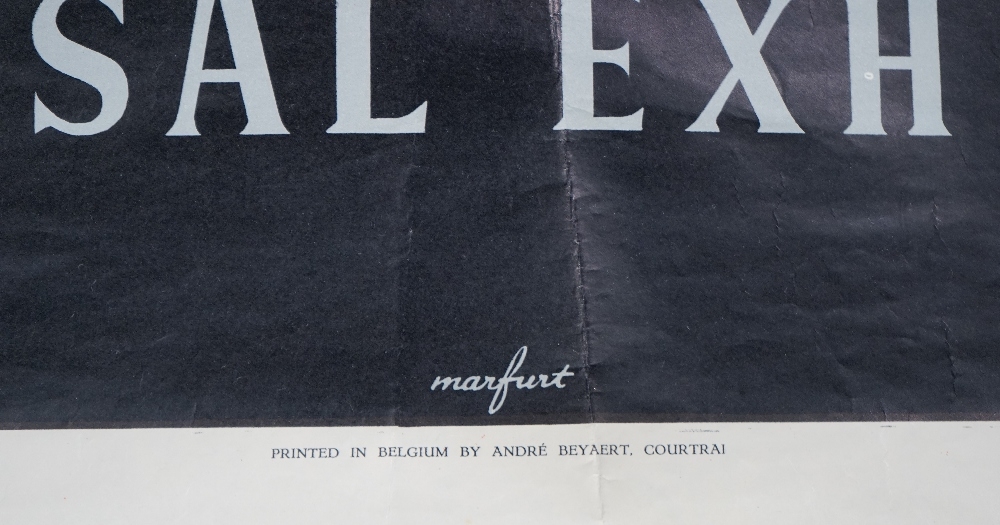 SAL EXH
marfurt
PRINTED IN BELGIUM BY ANDRÉ BEYAERT, COURTRAI